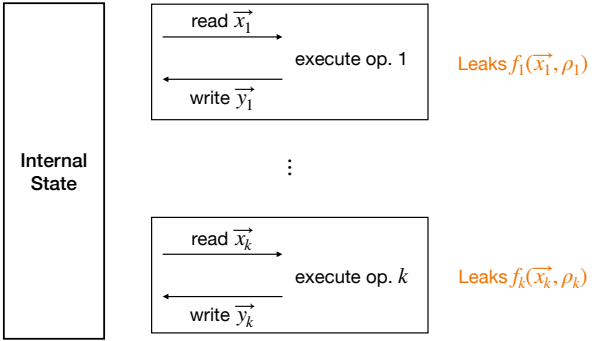 read $\overrightarrow{x_1}$
execute op. 1
write $\overrightarrow{y_1}$
Leaks $f_1(\overrightarrow{x_1}, \rho_1)$
Internal
State
⋮
read $\overrightarrow{x_k}$
execute op. $k$
write $\overrightarrow{y_k}$
Leaks $f_k(\overrightarrow{x_k}, \rho_k)$